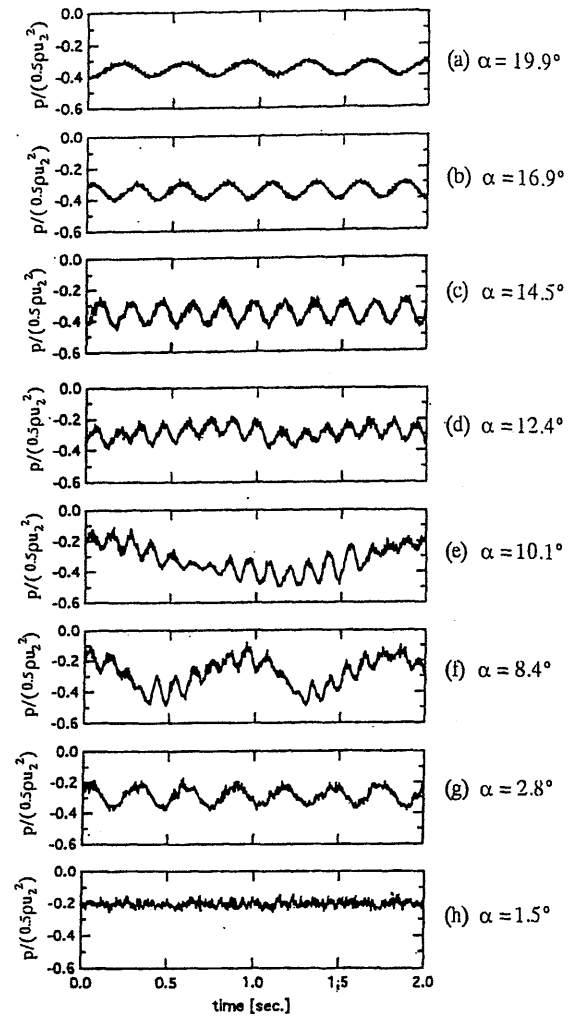 0.0
-0.2
-0.4
-0.6
p/(0.5ρu₂²)
(a) α = 19.9°
0.0
-0.2
-0.4
-0.6
p/(0.5ρu₂²)
(b) α = 16.9°
0.0
-0.2
-0.4
-0.6
p/(0.5ρu₂²)
(c) α = 14.5°
0.0
-0.2
-0.4
-0.6
p/(0.5ρu₂²)
(d) α = 12.4°
0.0
-0.2
-0.4
-0.6
p/(0.5ρu₂²)
(e) α = 10.1°
0.0
-0.2
-0.4
-0.6
p/(0.5ρu₂²)
(f) α = 8.4°
0.0
-0.2
-0.4
-0.6
p/(0.5ρu₂²)
(g) α = 2.8°
0.0
-0.2
-0.4
-0.6
p/(0.5ρu₂²)
(h) α = 1.5°
0.0 0.5 1.0 1;5 2.0
time [sec.]